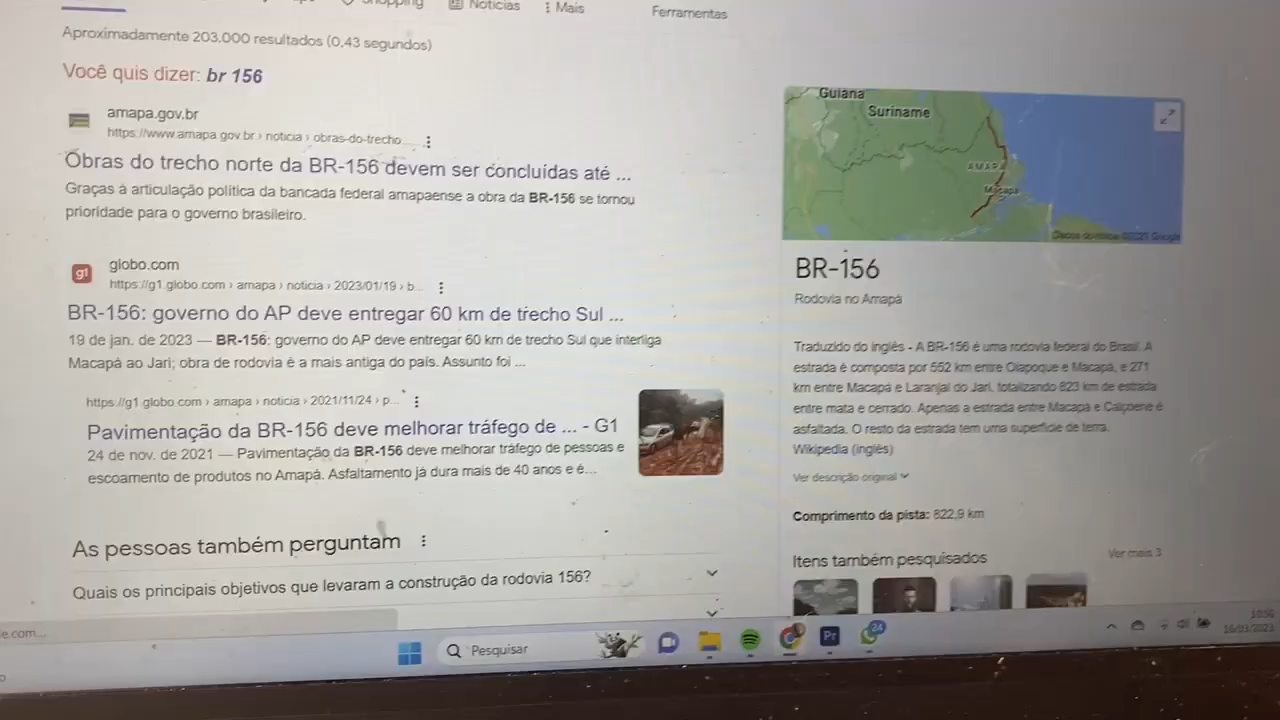 Shopping
Notícias
Mais
Ferramentas
Aproximadamente 203.000 resultados (0,43 segundos)
Você quis dizer: br 156
amapa.gov.br
https://www.amapa.gov.br › noticia › obras-do-trecho...
Obras do trecho norte da BR-156 devem ser concluídas até ...
Graças à articulação política da bancada federal amapaense a obra da BR-156 se tornou
prioridade para o governo brasileiro.
g1
globo.com
https://g1.globo.com › amapa › noticia › 2023/01/19 › b...
BR-156: governo do AP deve entregar 60 km de trecho Sul ...
19 de jan. de 2023 — BR-156: governo do AP deve entregar 60 km de trecho Sul que interliga
Macapá ao Jari; obra de rodovia é a mais antiga do país. Assunto foi ...
https://g1.globo.com › amapa › noticia › 2021/11/24 › p...
Pavimentação da BR-156 deve melhorar tráfego de ... - G1
24 de nov. de 2021 — Pavimentação da BR-156 deve melhorar tráfego de pessoas e
escoamento de produtos no Amapá. Asfaltamento já dura mais de 40 anos e é...
As pessoas também perguntam
Quais os principais objetivos que levaram a construção da rodovia 156?
Guiana
Suriname
AMAPÁ
Macapá
BR-156
Rodovia no Amapá
Traduzido do inglês - A BR-156 é uma rodovia federal do Brasil. A
estrada é composta por 552 km entre Oiapoque e Macapá, e 271
km entre Macapá e Laranjal do Jari, totalizando 823 km de estrada
entre mata e cerrado. Apenas a estrada entre Macapá e Calçoene é
asfaltada. O resto da estrada tem uma superfície de terra.
Wikipedia (inglês)
Ver descrição original
Comprimento da pista: 822,9 km
Itens também pesquisados
Ver mais 3
le.com...
Pesquisar
Pr
24
10:56
16/03/2023